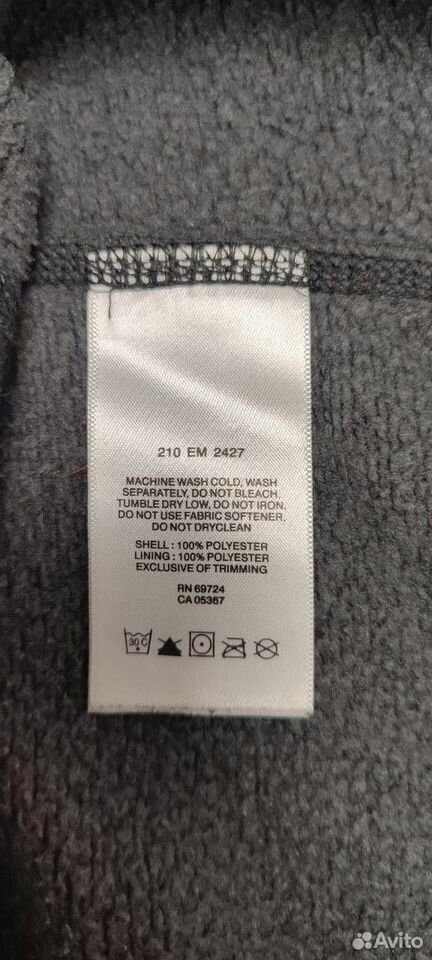 210 EM 2427
MACHINE WASH COLD, WASH
SEPARATELY, DO NOT BLEACH.
TUMBLE DRY LOW, DO NOT IRON.
DO NOT USE FABRIC SOFTENER.
DO NOT DRYCLEAN
SHELL : 100% POLYESTER
LINING : 100% POLYESTER
EXCLUSIVE OF TRIMMING
RN 69724
CA 05367
30 C
Avito